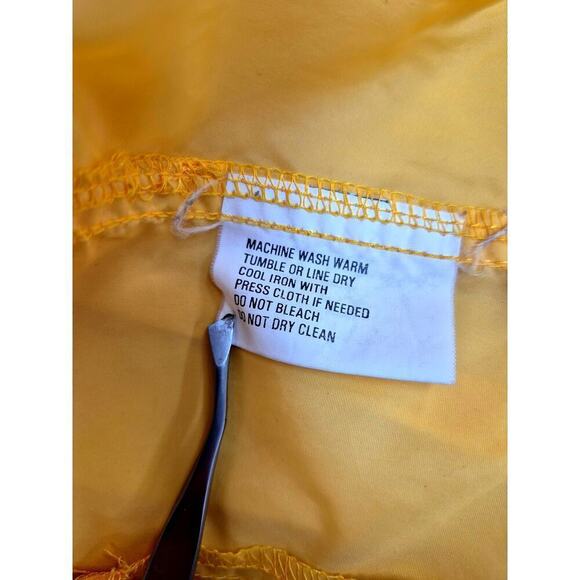 MACHINE WASH WARM
TUMBLE OR LINE DRY
COOL IRON WITH
PRESS CLOTH IF NEEDED
DO NOT BLEACH
DO NOT DRY CLEAN